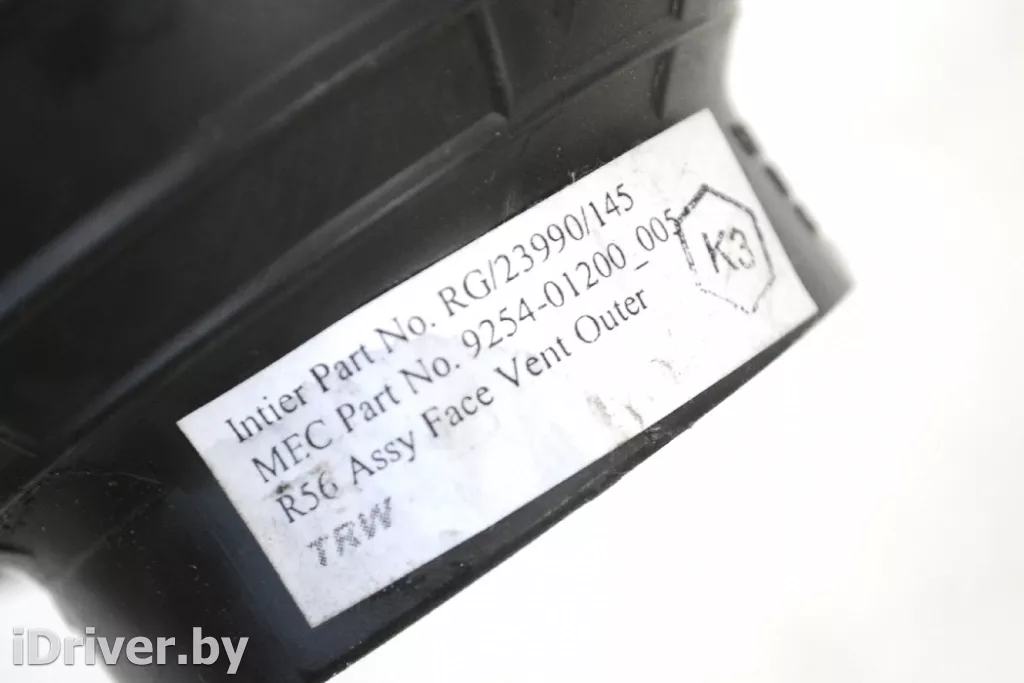 Intier Part No. RG/23990/145
MEC Part No. 9254-01200_005
R56 Assy Face Vent Outer
TRW
K3
iDriver.by